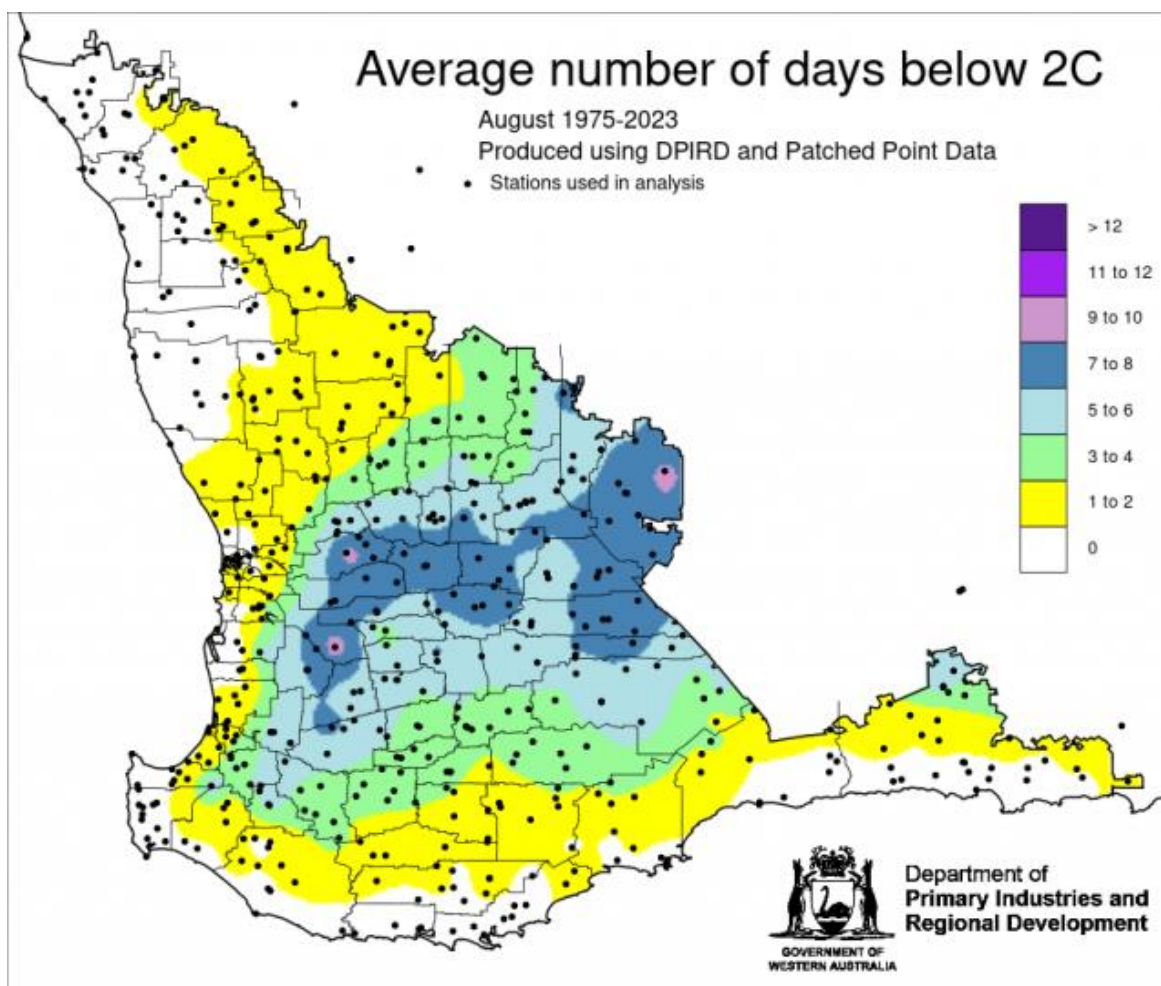 Average number of days below 2C
August 1975-2023
Produced using DPIRD and Patched Point Data
Stations used in analysis
> 12
11 to 12
9 to 10
7 to 8
5 to 6
3 to 4
1 to 2
0
Department of
Primary Industries and
Regional Development
GOVERNMENT OF
WESTERN AUSTRALIA